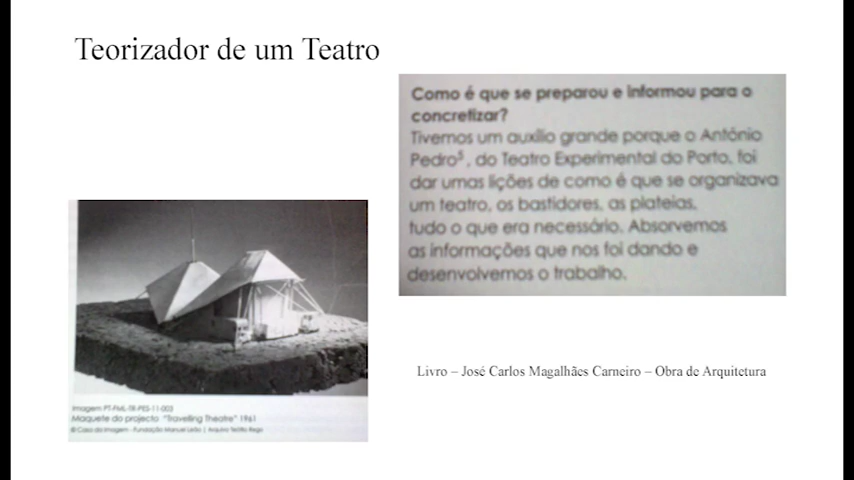 Teorizador de um Teatro
Como é que se preparou e informou para o
concretizar?
Tivemos um auxílio grande porque o António
Pedro⁵, do Teatro Experimental do Porto, foi
dar umas lições de como é que se organizava
um teatro, os bastidores, as plateias,
tudo o que era necessário. Absorvemos
as informações que nos foi dando e
desenvolvemos o trabalho.
Imagem PT-FML-TR-PES-11-003
Maquete do projecto "Travelling Theatre" 1961
© Casa da Imagem - Fundação Manuel Leão | Arquivo Teófilo Rego
Livro – José Carlos Magalhães Carneiro – Obra de Arquitetura